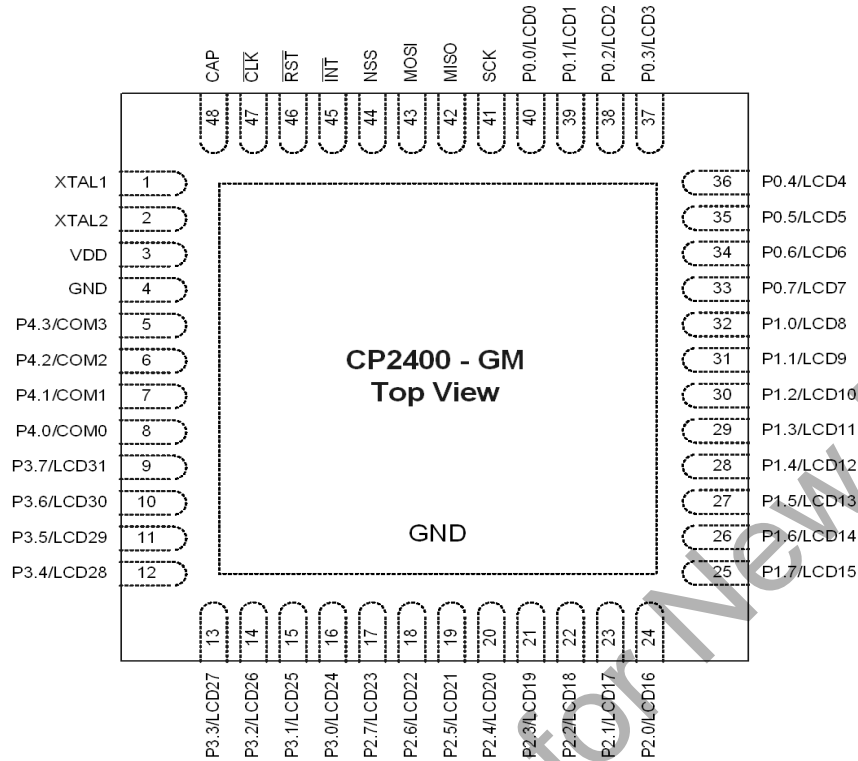 CAP
CLK
RST
INT
NSS
MOSI
MISO
SCK
P0.0/LCD0
P0.1/LCD1
P0.2/LCD2
P0.3/LCD3
48
47
46
45
44
43
42
41
40
39
38
37
XTAL1 1
XTAL2 2
VDD 3
GND 4
P4.3/COM3 5
P4.2/COM2 6
P4.1/COM1 7
P4.0/COM0 8
P3.7/LCD31 9
P3.6/LCD30 10
P3.5/LCD29 11
P3.4/LCD28 12
CP2400 - GM
Top View
GND
36 P0.4/LCD4
35 P0.5/LCD5
34 P0.6/LCD6
33 P0.7/LCD7
32 P1.0/LCD8
31 P1.1/LCD9
30 P1.2/LCD10
29 P1.3/LCD11
28 P1.4/LCD12
27 P1.5/LCD13
26 P1.6/LCD14
25 P1.7/LCD15
13
14
15
16
17
18
19
20
21
22
23
24
P3.3/LCD27
P3.2/LCD26
P3.1/LCD25
P3.0/LCD24
P2.7/LCD23
P2.6/LCD22
P2.5/LCD21
P2.4/LCD20
P2.3/LCD19
P2.2/LCD18
P2.1/LCD17
P2.0/LCD16
for New